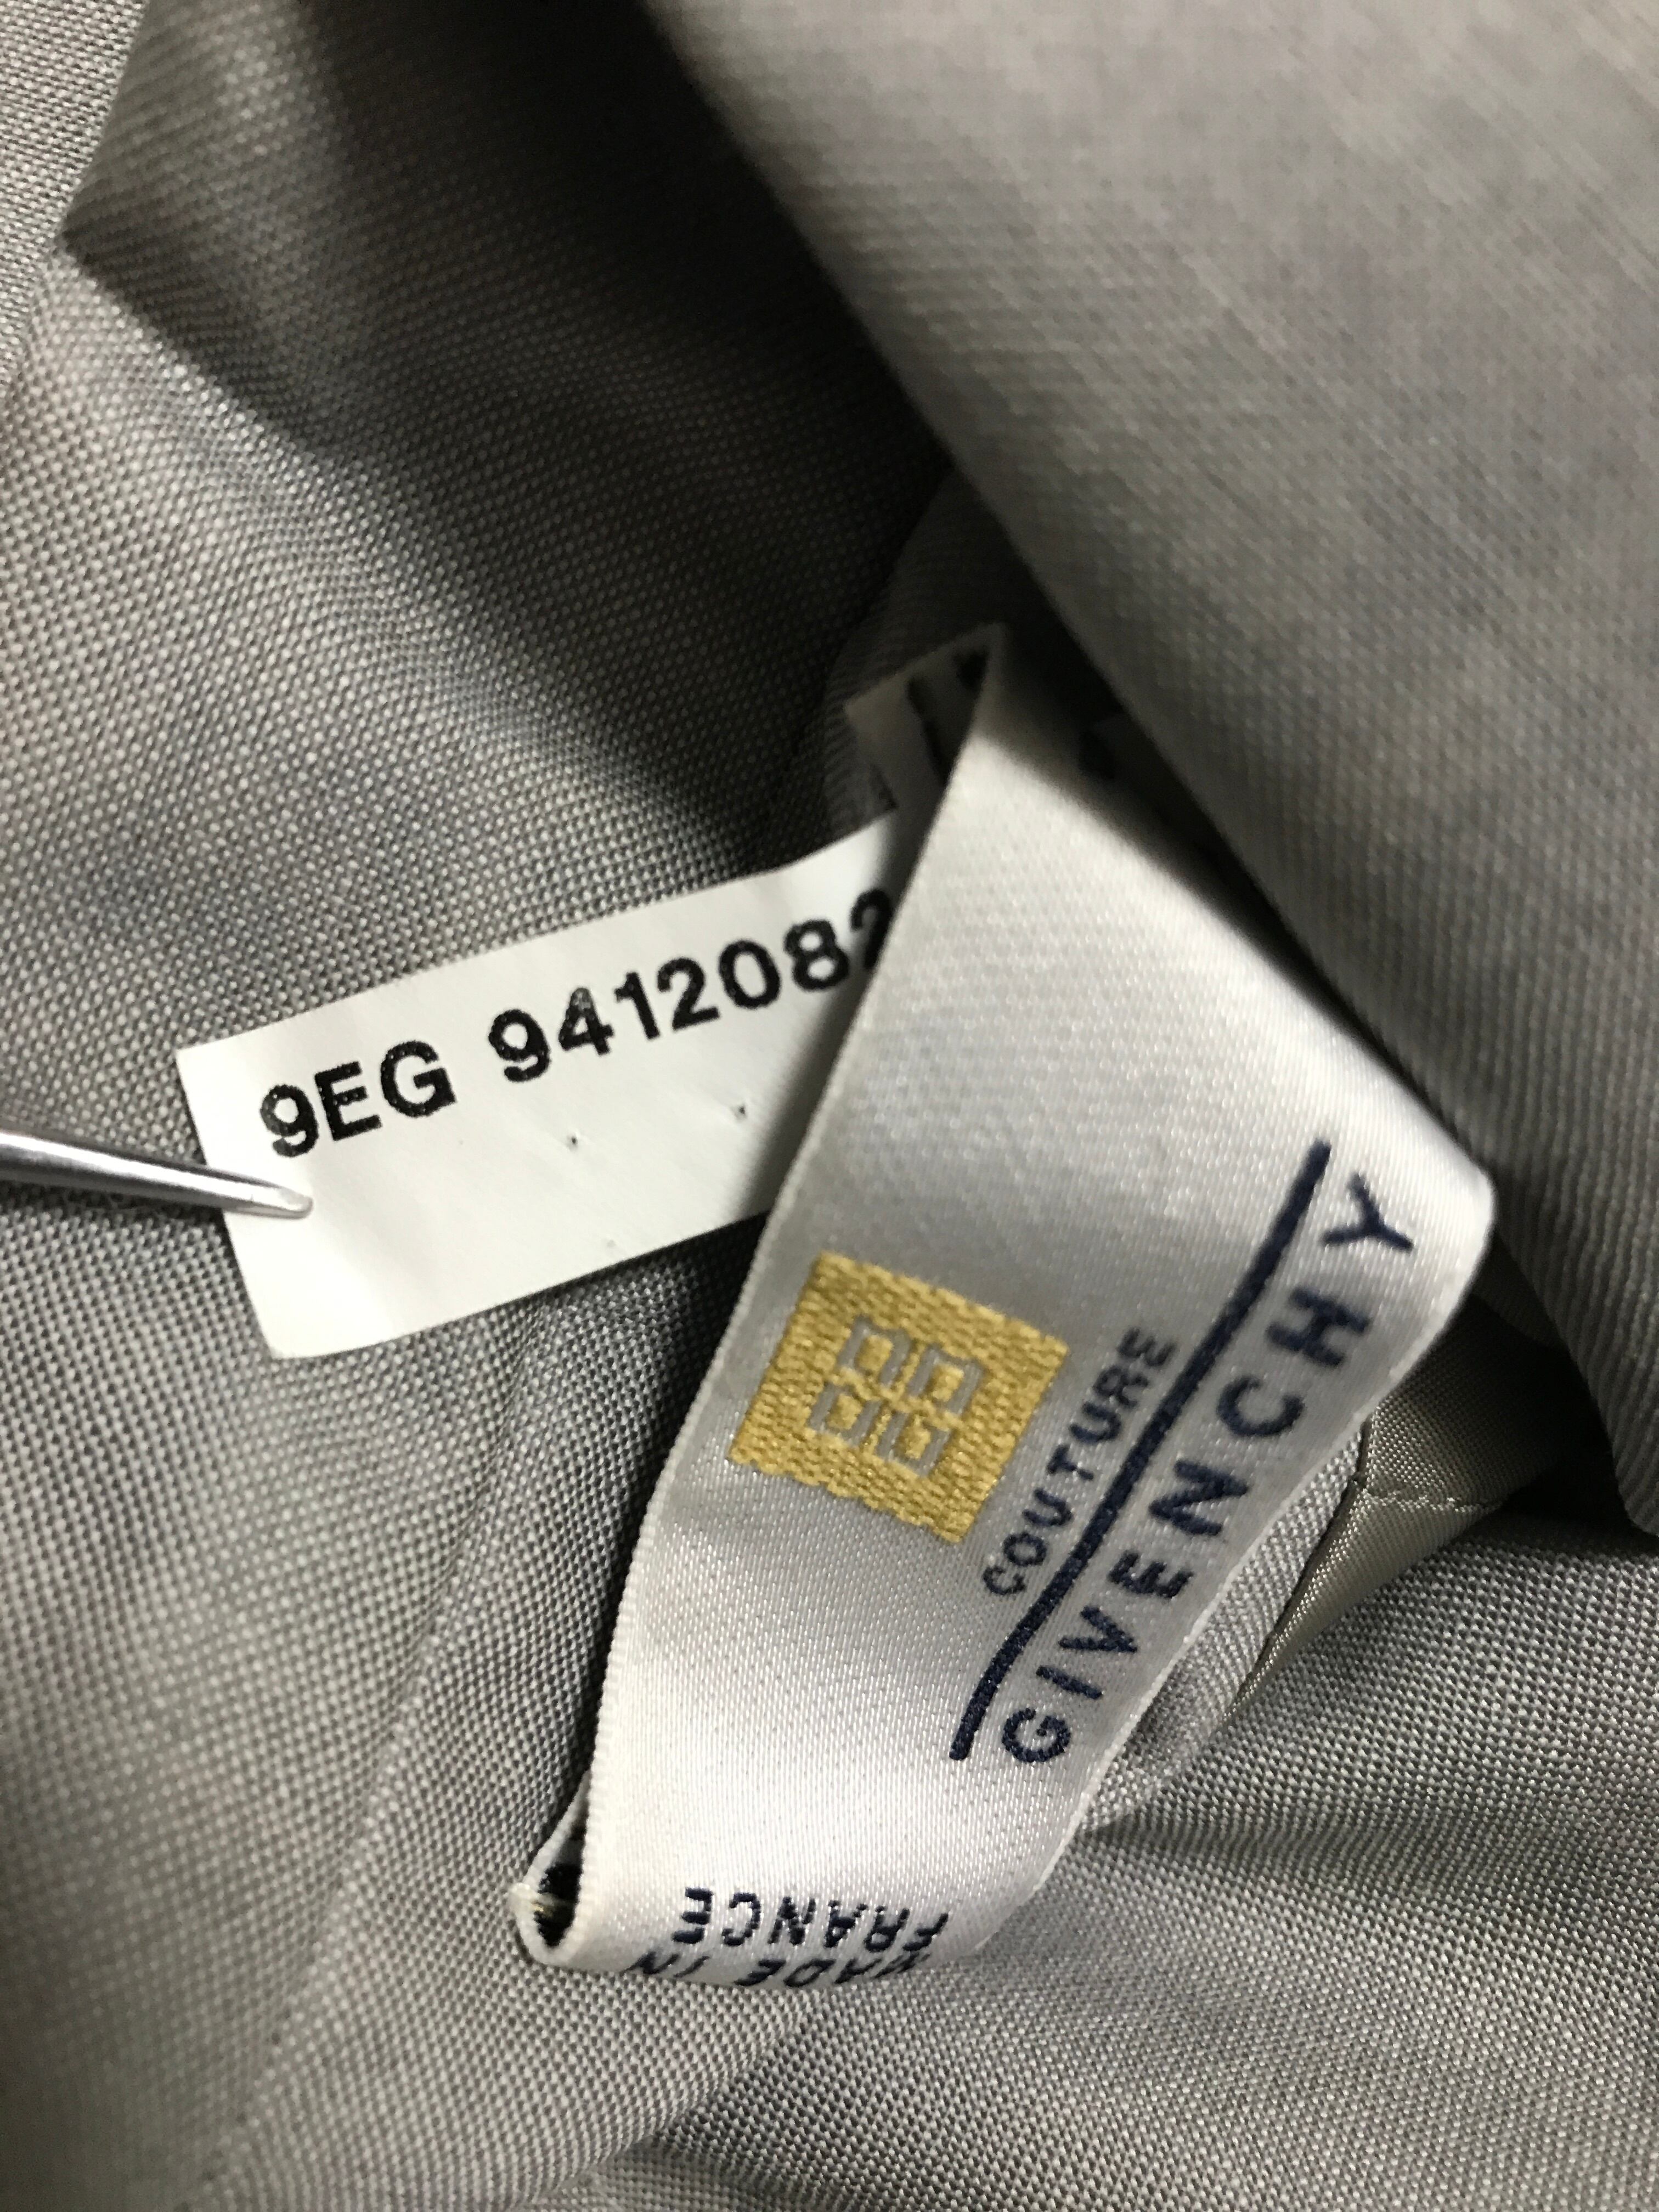 9EG 9412082
GIVENCHY
COUTURE
MADE IN
FRANCE